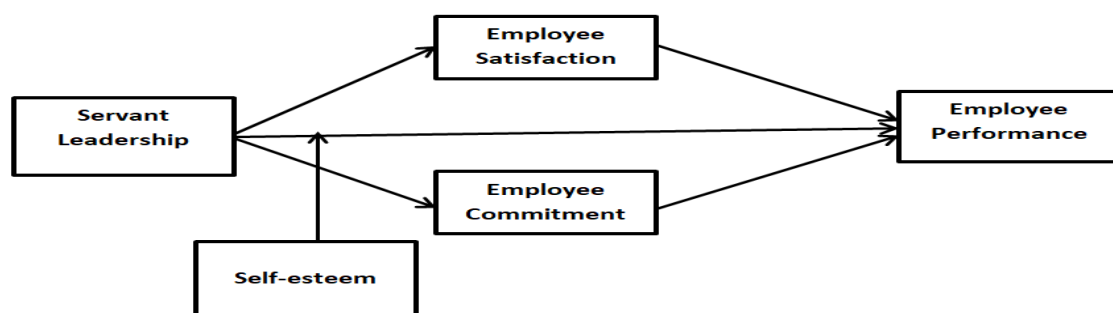 Employee
Satisfaction
Servant
Leadership
Employee
Performance
Employee
Commitment
Self-esteem